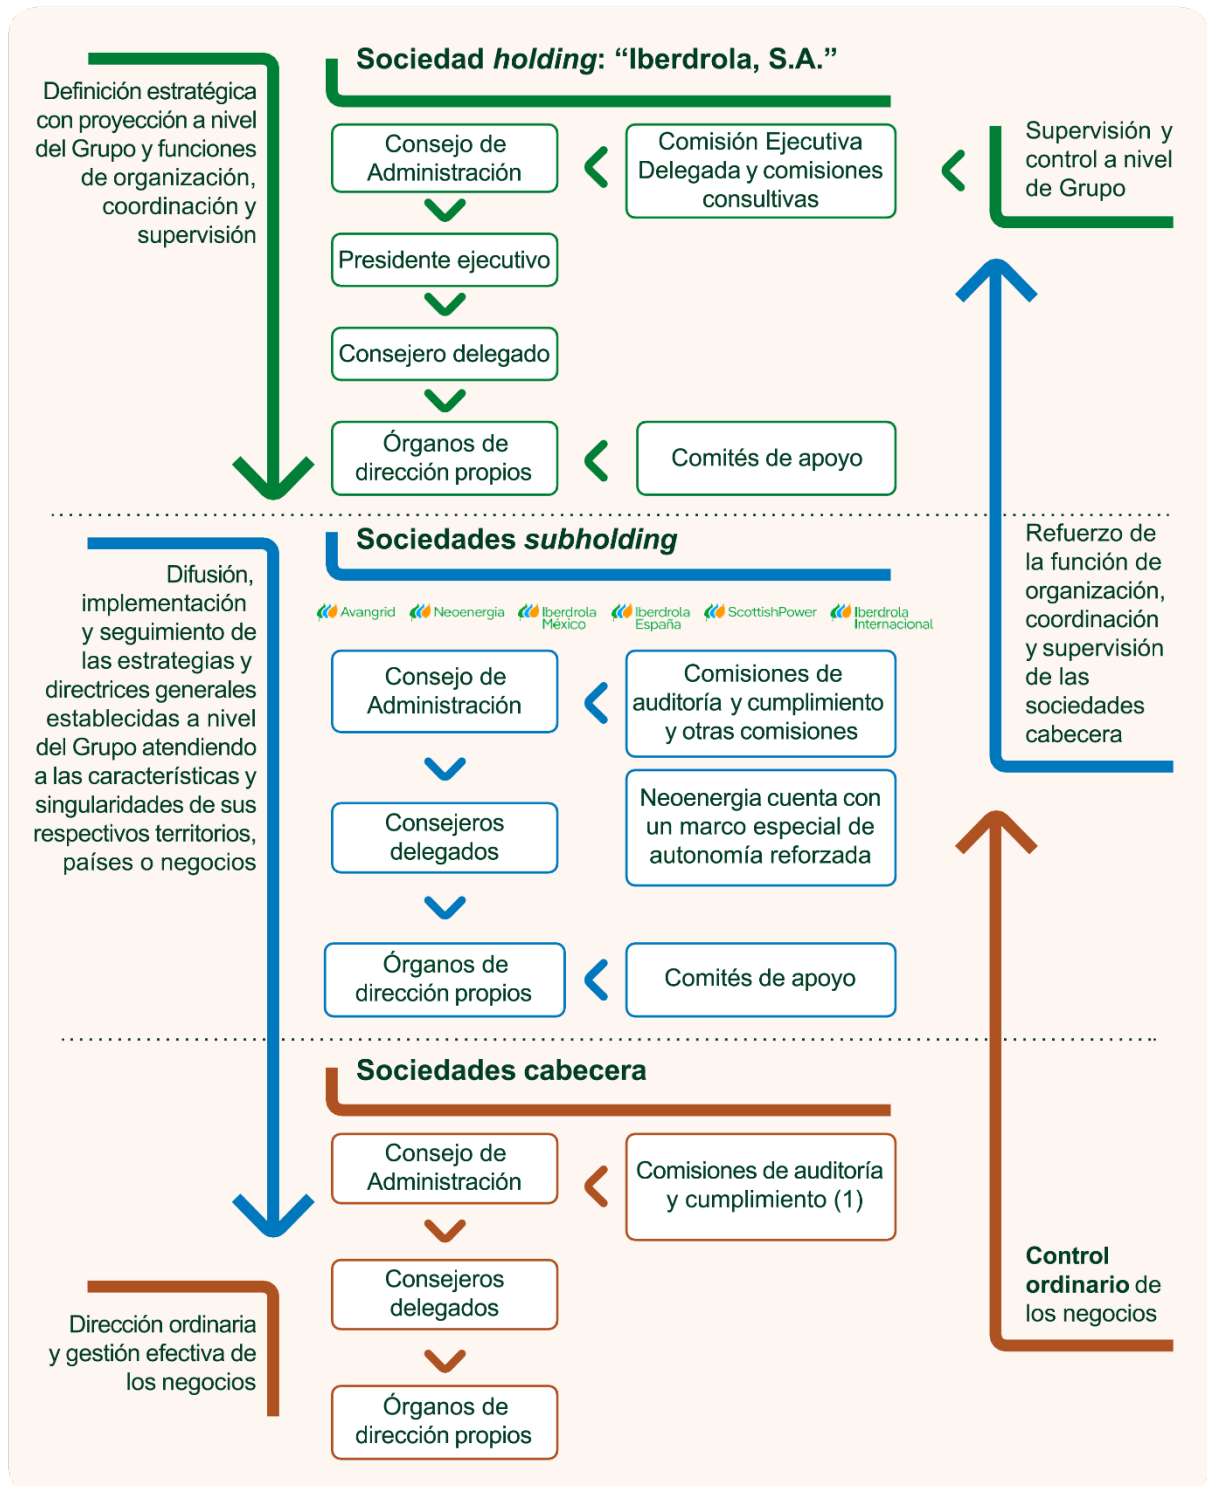 Sociedad holding: “Iberdrola, S.A.”
Definición estratégica
con proyección a nivel
del Grupo y funciones
de organización,
coordinación y
supervisión
Consejo de
Administración
Comisión Ejecutiva
Delegada y comisiones
consultivas
Supervisión y
control a nivel
de Grupo
Presidente ejecutivo
Consejero delegado
Órganos de
dirección propios
Comités de apoyo
Sociedades subholding
Difusión,
implementación
y seguimiento de
las estrategias y
directrices generales
establecidas a nivel
del Grupo atendiendo
a las características y
singularidades de sus
respectivos territorios,
países o negocios
Avangrid
Neoenergia
Iberdrola
México
Iberdrola
España
ScottishPower
Iberdrola
Internacional
Consejo de
Administración
Comisiones de
auditoría y cumplimiento
y otras comisiones
Neoenergia cuenta con
un marco especial de
autonomía reforzada
Consejeros
delegados
Órganos de
dirección propios
Comités de apoyo
Refuerzo de
la función de
organización,
coordinación
y supervisión
de las
sociedades
cabecera
Sociedades cabecera
Consejo de
Administración
Comisiones de auditoría
y cumplimiento (1)
Consejeros
delegados
Órganos de
dirección propios
Dirección ordinaria
y gestión efectiva de
los negocios
Control
ordinario de
los negocios